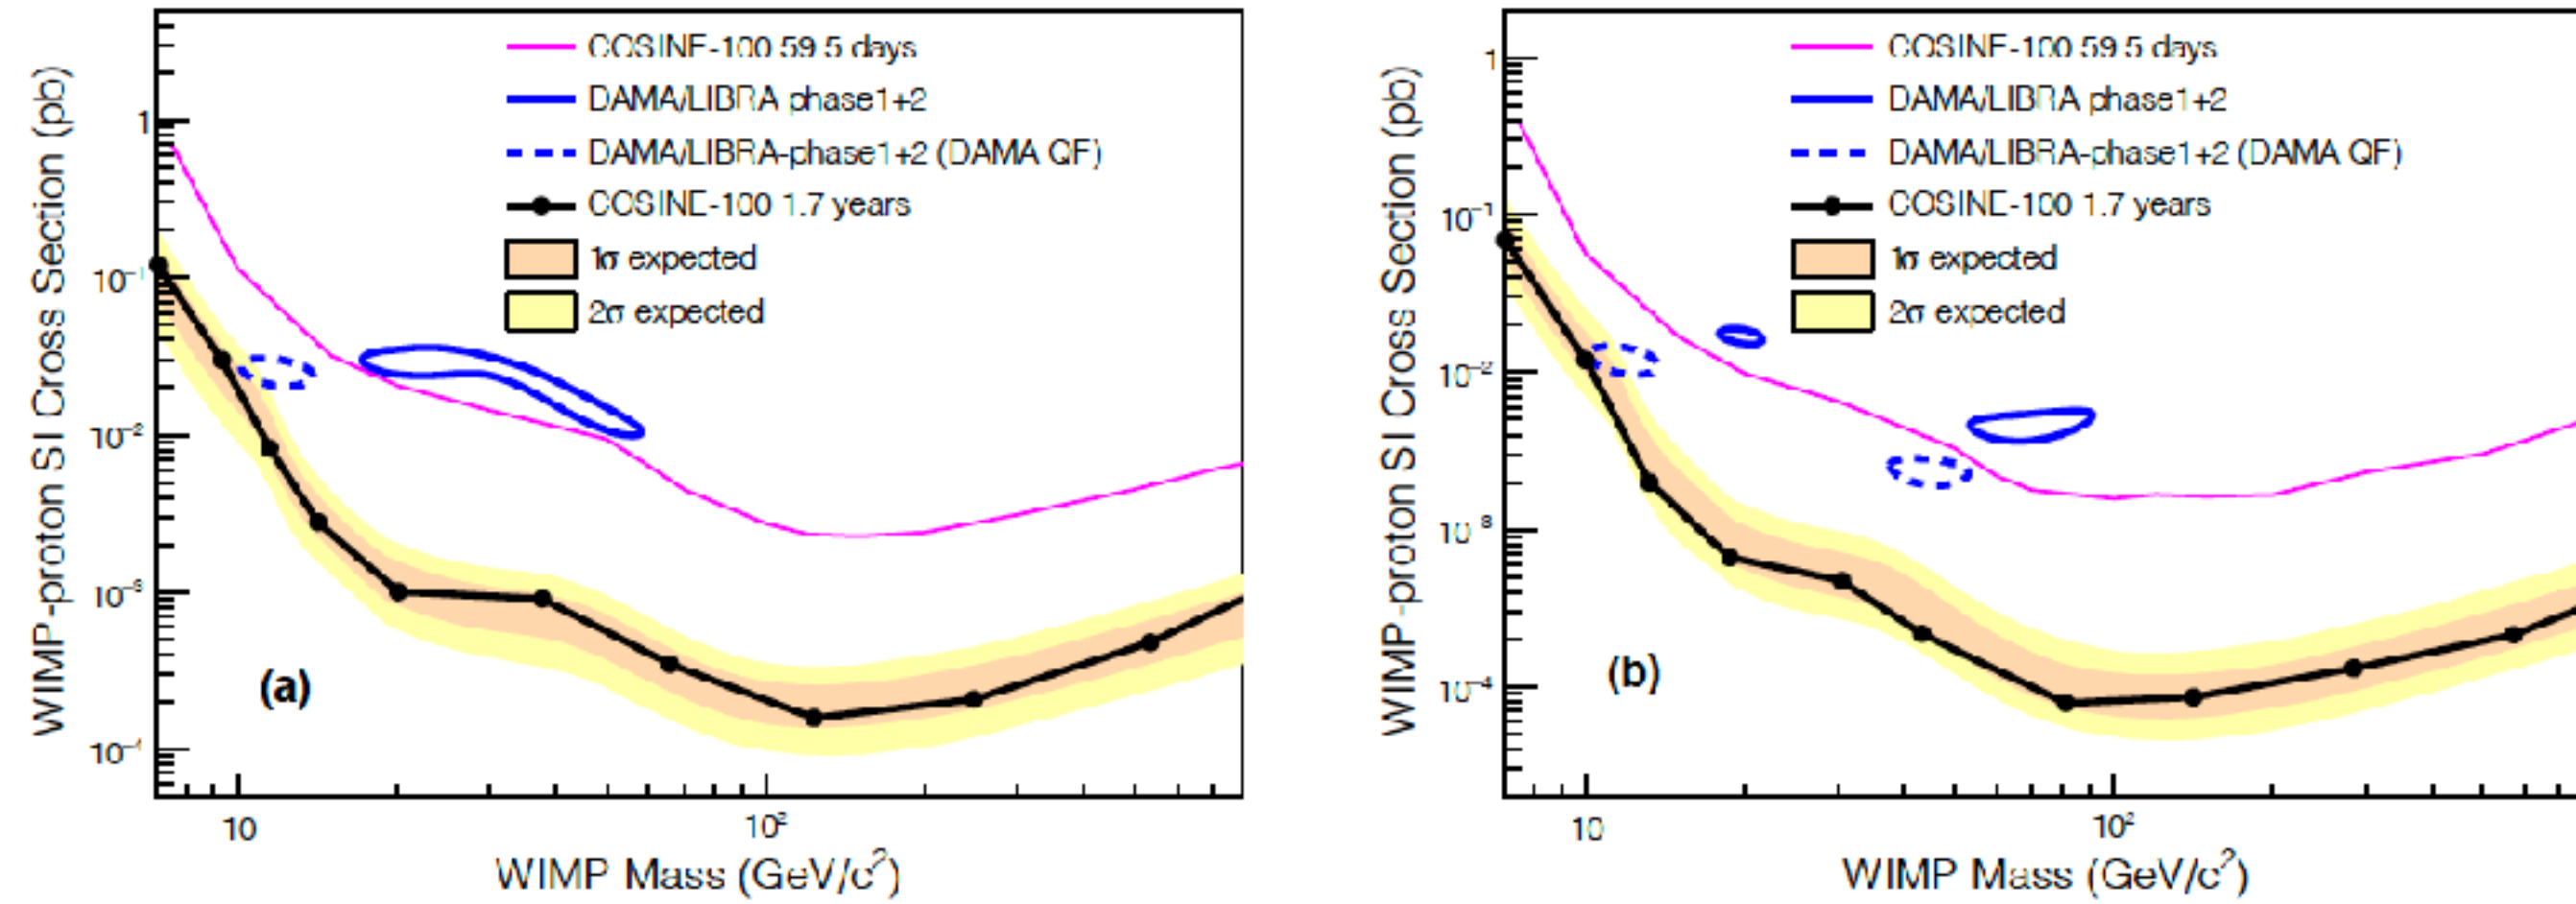 WIMP-proton SI Cross Section (pb)
1
10⁻¹
10⁻²
10⁻³
10⁻⁴
COSINE-100 59.5 days
DAMA/LIBRA phase1+2
DAMA/LIBRA-phase1+2 (DAMA QF)
COSINE-100 1.7 years
1σ expected
2σ expected
(a)
10
10²
WIMP Mass (GeV/c²)
WIMP-proton SI Cross Section (pb)
1
10⁻¹
10⁻²
10⁻³
10⁻⁴
COSINE-100 59.5 days
DAMA/LIBRA phase1+2
DAMA/LIBRA-phase1+2 (DAMA QF)
COSINE-100 1.7 years
1σ expected
2σ expected
(b)
10
10²
WIMP Mass (GeV/c²)